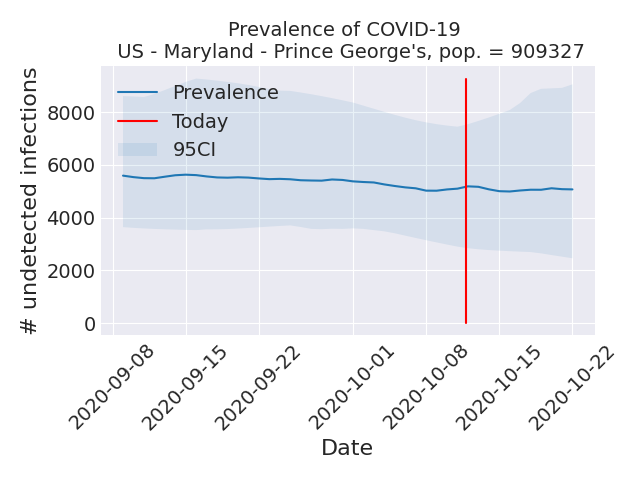 Prevalence of COVID-19
US - Maryland - Prince George's, pop. = 909327
# undetected infections
8000
6000
4000
2000
0
Prevalence
Today
95CI
2020-09-08
2020-09-15
2020-09-22
2020-10-01
2020-10-08
2020-10-15
2020-10-22
Date